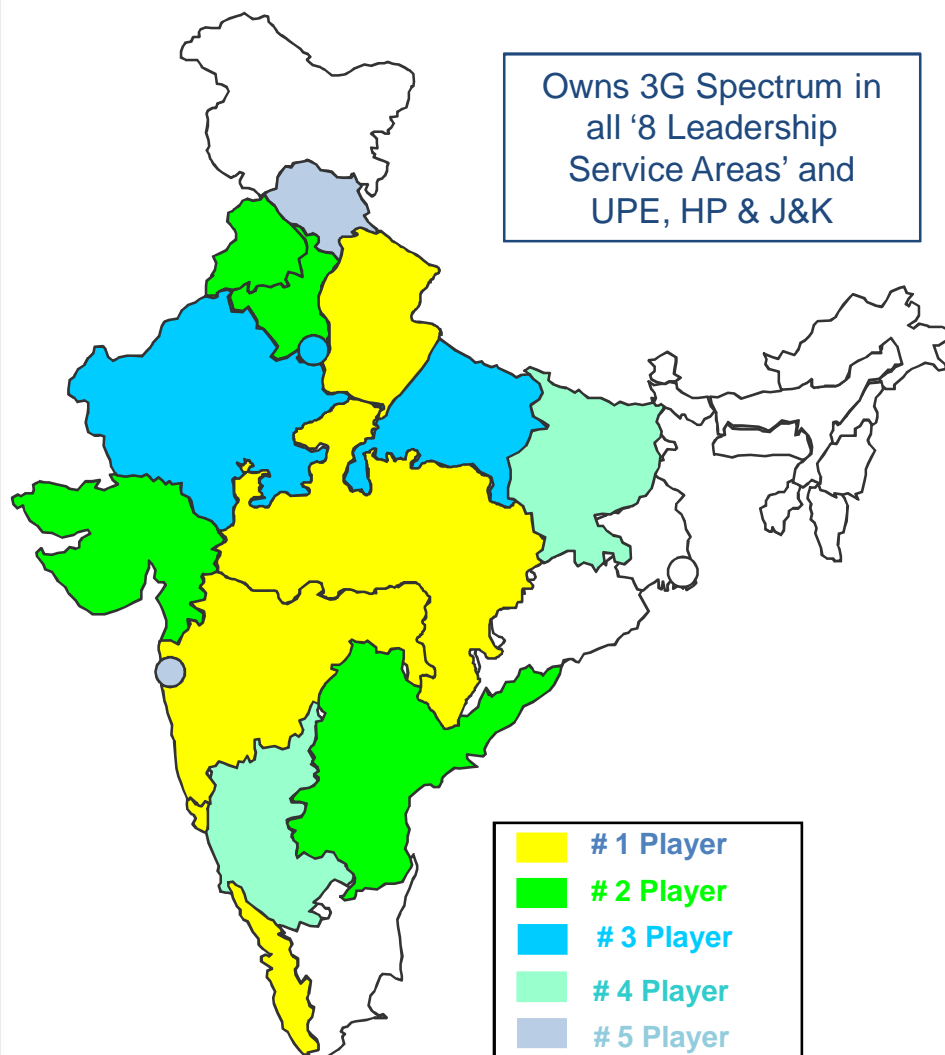 Owns 3G Spectrum in
all ‘8 Leadership
Service Areas’ and
UPE, HP & J&K
# 1 Player
# 2 Player
# 3 Player
# 4 Player
# 5 Player